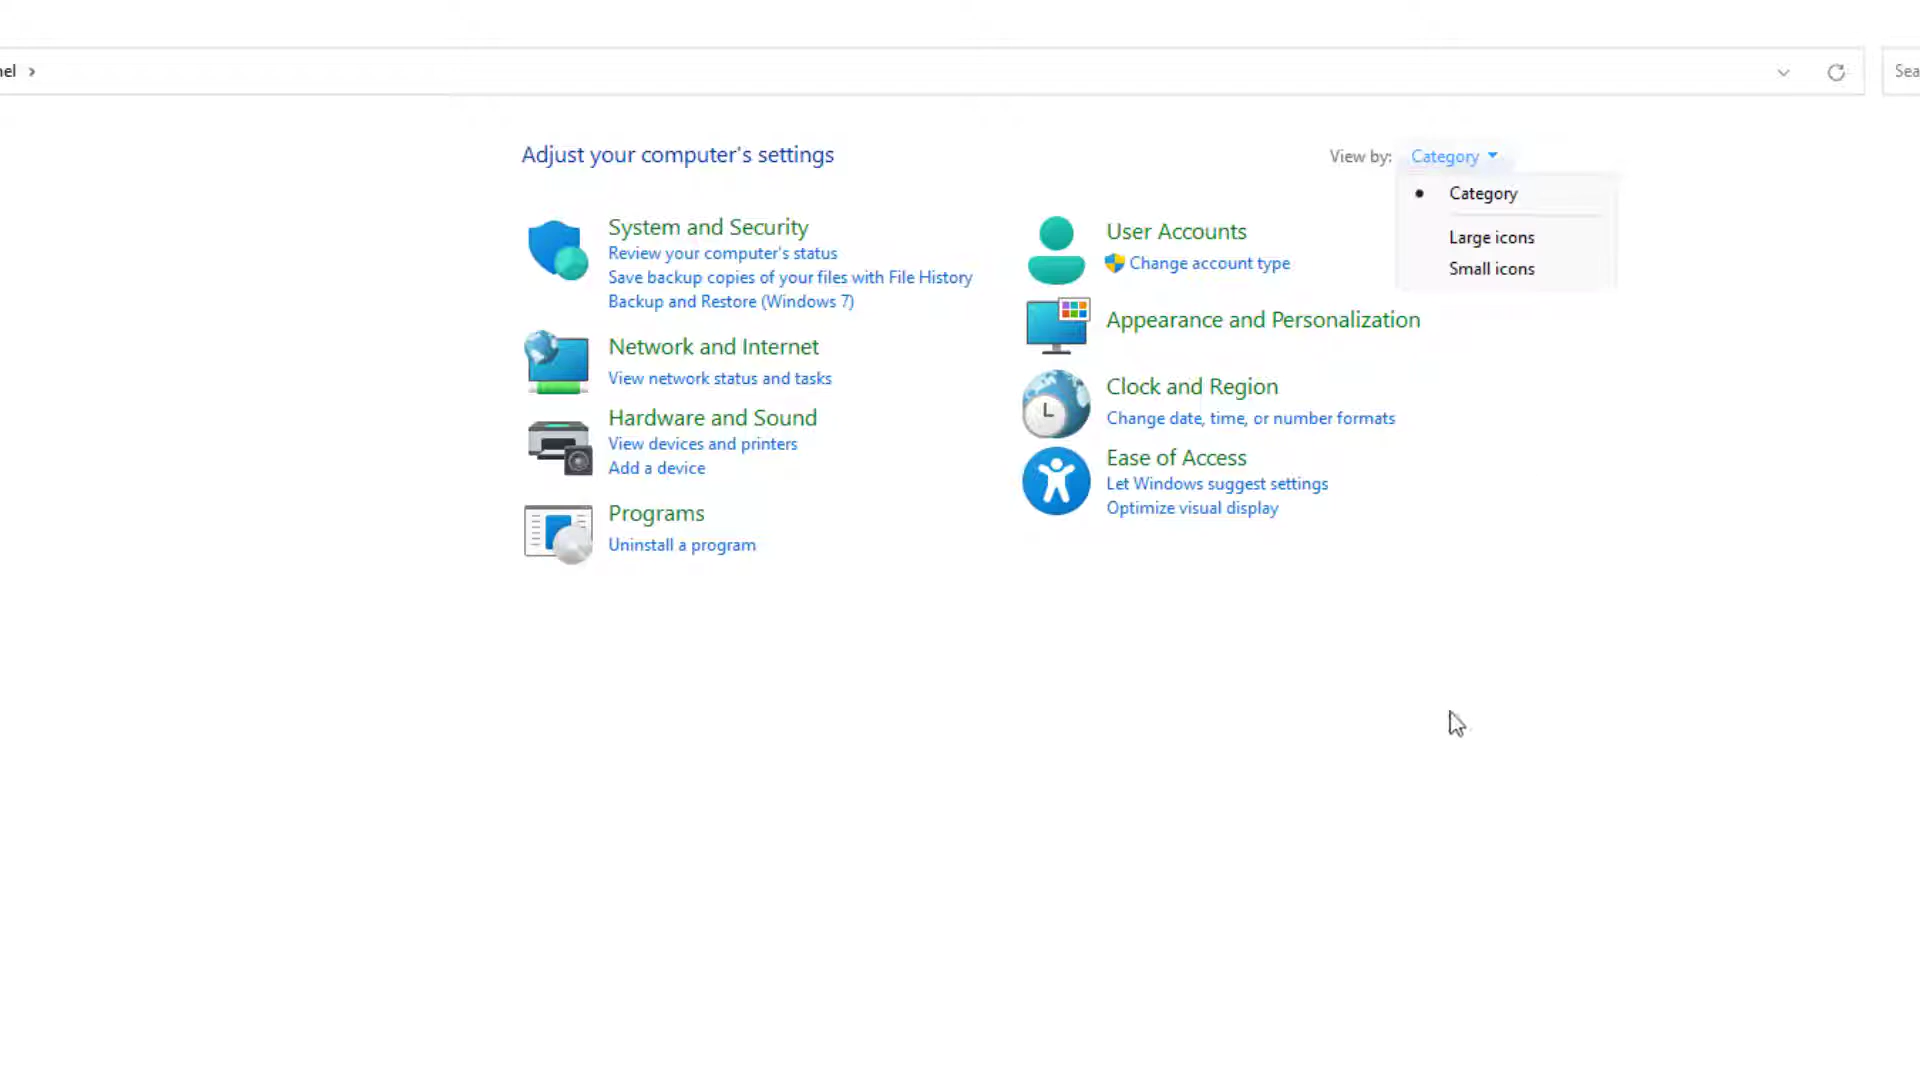 nel >
Sea
Adjust your computer's settings
View by: Category
Category
Large icons
Small icons
System and Security
Review your computer's status
Save backup copies of your files with File History
Backup and Restore (Windows 7)
Network and Internet
View network status and tasks
Hardware and Sound
View devices and printers
Add a device
Programs
Uninstall a program
User Accounts
Change account type
Appearance and Personalization
Clock and Region
Change date, time, or number formats
Ease of Access
Let Windows suggest settings
Optimize visual display